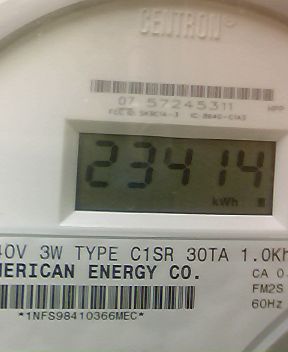 CENTRON
07 57245311
23414
kWh
40V 3W TYPE C1SR 30TA 1.0Kh
MERICAN ENERGY CO.
CA 0.
FM2S
60Hz
*1NFS98410366MEC*